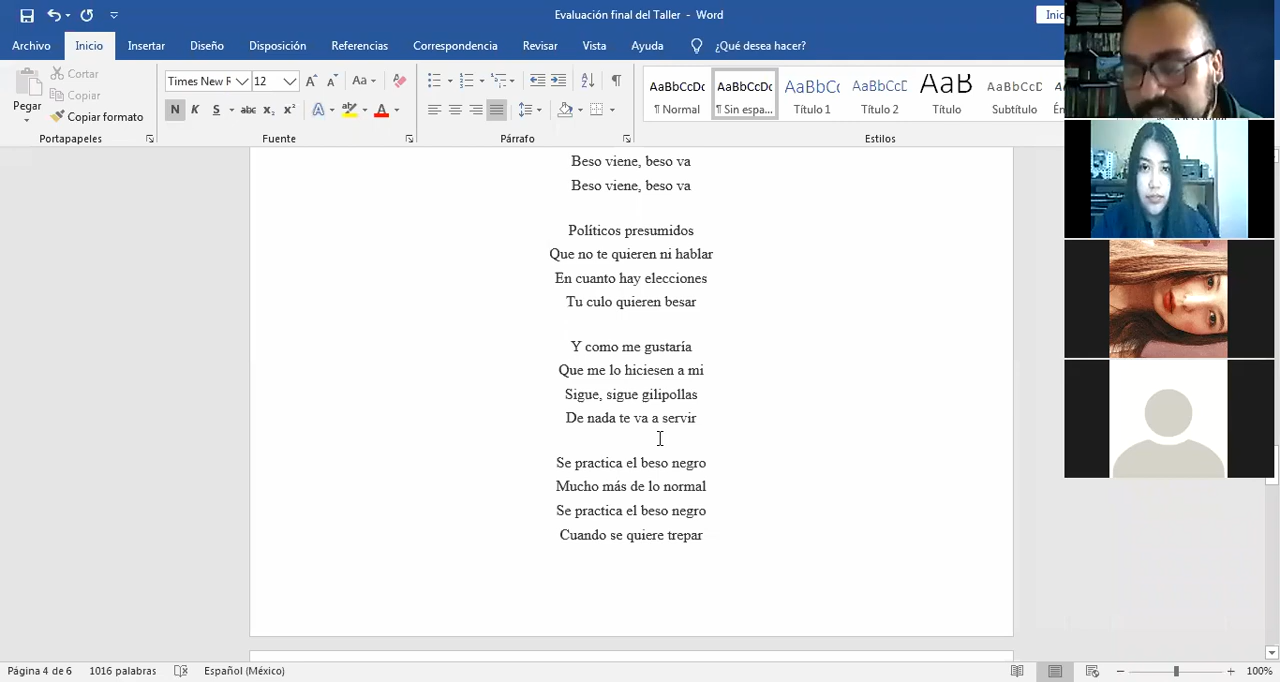 Evaluación final del Taller - Word
Inic
Archivo Inicio Insertar Diseño Disposición Referencias Correspondencia Revisar Vista Ayuda ¿Qué desea hacer?
Pegar
Cortar
Copiar
Copiar formato
Portapapeles
Times New R 12
Aa
N K S abc x₂ x²
Fuente
Párrafo
AaBbCcDc AaBbCcDc AaBbCc AaBbCcD AaB AaBbCcD
¶ Normal ¶ Sin espa... Título 1 Título 2 Título Subtítulo
Estilos
Beso viene, beso va
Beso viene, beso va
Políticos presumidos
Que no te quieren ni hablar
En cuanto hay elecciones
Tu culo quieren besar
Y como me gustaría
Que me lo hiciesen a mi
Sigue, sigue gilipollas
De nada te va a servir
Se practica el beso negro
Mucho más de lo normal
Se practica el beso negro
Cuando se quiere trepar
Página 4 de 6 1016 palabras Español (México) 100%